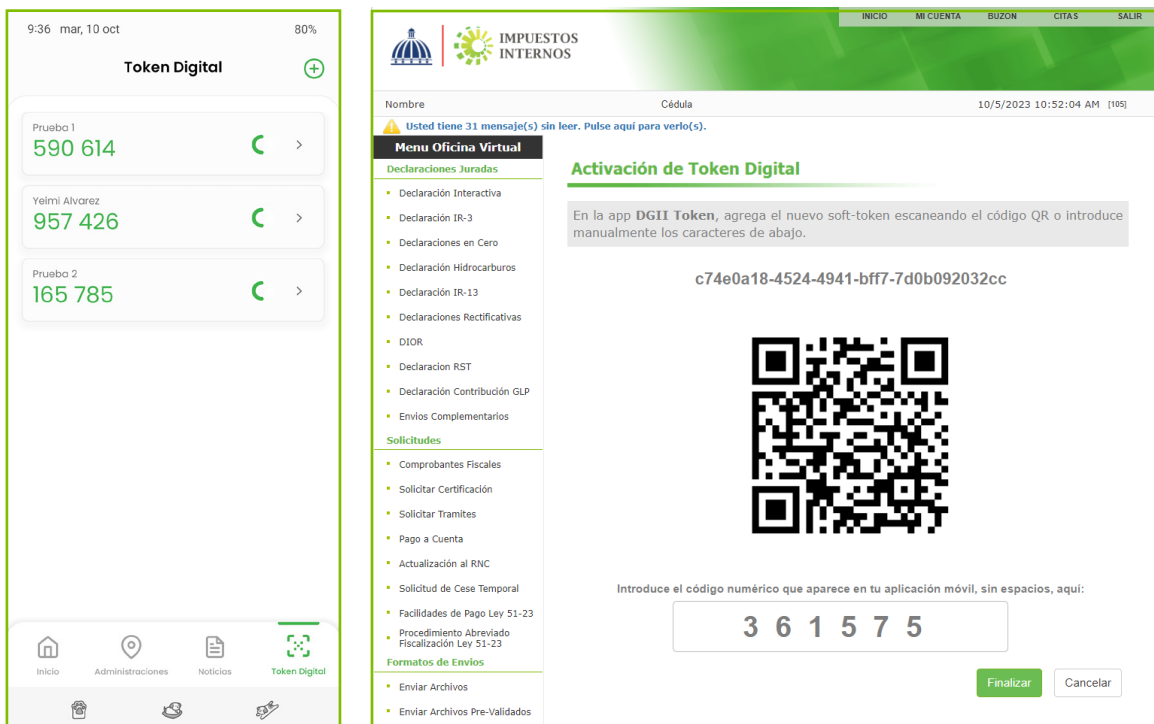 9:36 mar, 10 oct 80%
Token Digital
Prueba 1
590 614
Yeimi Alvarez
957 426
Prueba 2
165 785
Inicio
Administraciones
Noticias
Token Digital
INICIO MI CUENTA BUZON CITAS SALIR
IMPUESTOS
INTERNOS
Nombre Cédula 10/5/2023 10:52:04 AM [105]
Usted tiene 31 mensaje(s) sin leer. Pulse aquí para verlo(s).
Menu Oficina Virtual
Declaraciones Juradas
Declaración Interactiva
Declaración IR-3
Declaraciones en Cero
Declaración Hidrocarburos
Declaración IR-13
Declaraciones Rectificativas
DIOR
Declaracion RST
Declaración Contribución GLP
Envios Complementarios
Solicitudes
Comprobantes Fiscales
Solicitar Certificación
Solicitar Tramites
Pago a Cuenta
Actualización al RNC
Solicitud de Cese Temporal
Facilidades de Pago Ley 51-23
Procedimiento Abreviado
Fiscalización Ley 51-23
Formatos de Envios
Enviar Archivos
Enviar Archivos Pre-Validados
Activación de Token Digital
En la app DGII Token, agrega el nuevo soft-token escaneando el código QR o introduce
manualmente los caracteres de abajo.
c74e0a18-4524-4941-bff7-7d0b092032cc
Introduce el código numérico que aparece en tu aplicación móvil, sin espacios, aquí:
3 6 1 5 7 5
Finalizar Cancelar